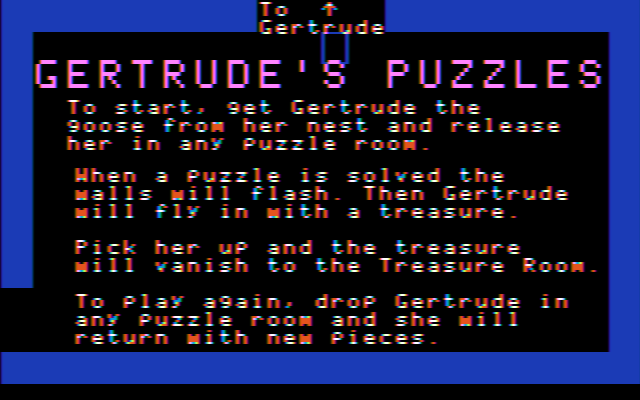 To ↑
Gertrude
GERTRUDE'S PUZZLES
To start, get Gertrude the
goose from her nest and release
her in any puzzle room.
When a puzzle is solved the
walls will flash. Then Gertrude
will fly in with a treasure.
Pick her up and the treasure
will vanish to the Treasure Room.
To play again, drop Gertrude in
any puzzle room and she will
return with new pieces.